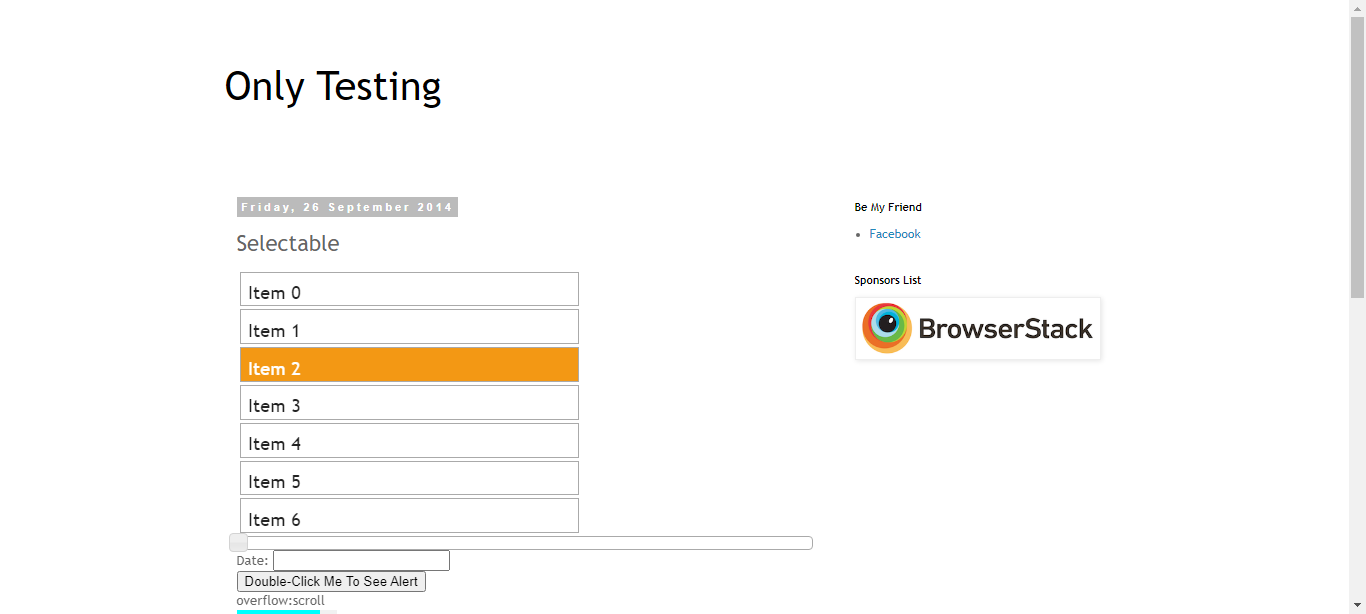 Only Testing
Friday, 26 September 2014
Selectable
Item 0
Item 1
Item 2
Item 3
Item 4
Item 5
Item 6
Date:
Double-Click Me To See Alert
overflow:scroll
Be My Friend
Facebook
Sponsors List
BrowserStack